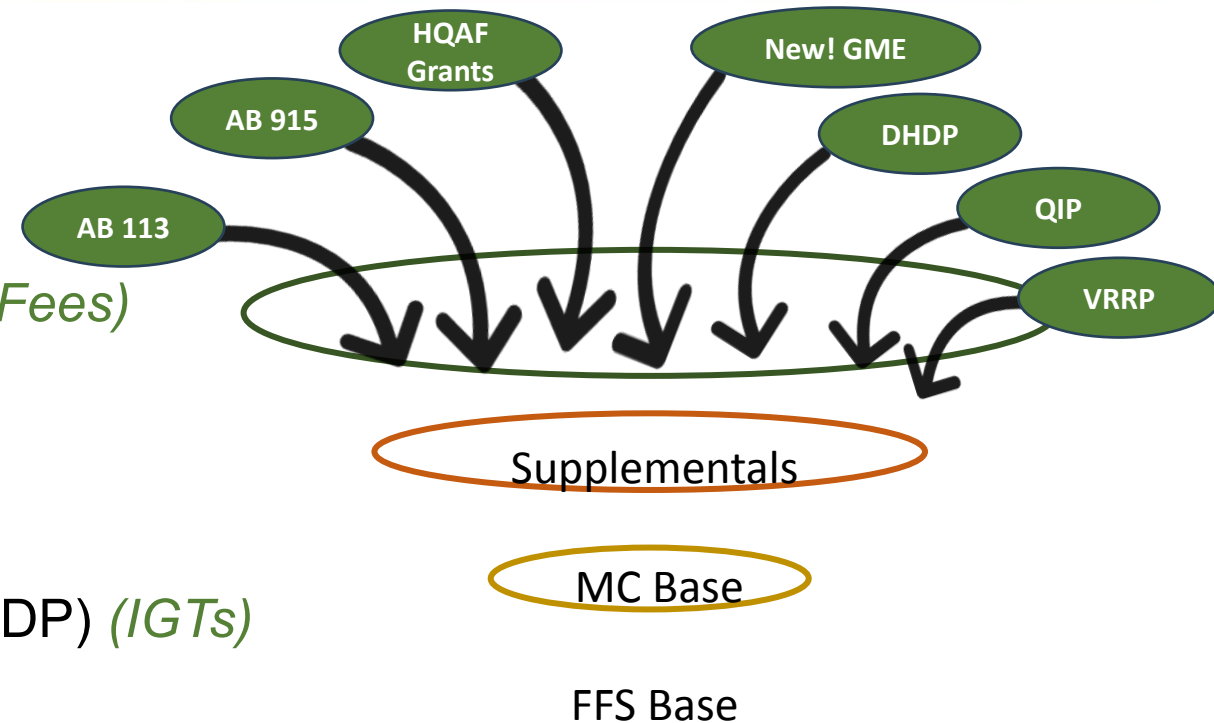 HQAF
Grants
New! GME
AB 915
DHDP
QIP
AB 113
Fees)
VRRP
Supplementals
MC Base
DP) (IGTs)
FFS Base